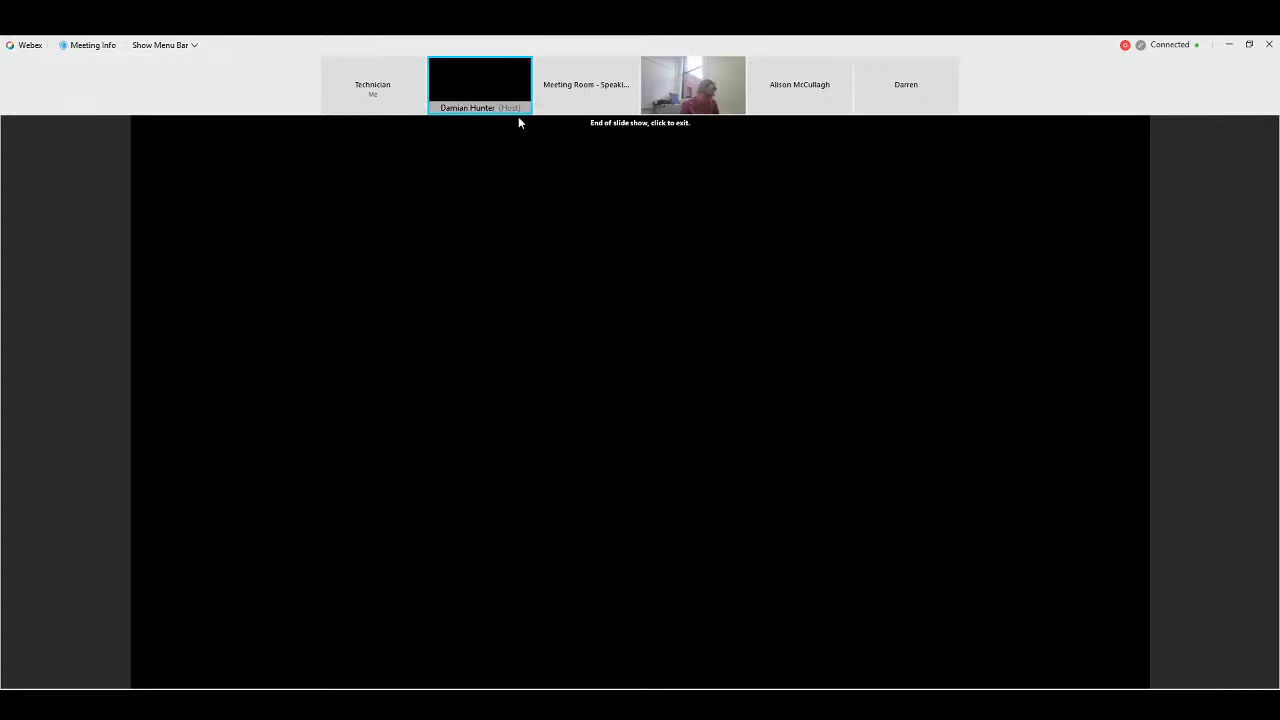 Webex
Meeting Info
Show Menu Bar
Connected
Technician
Me
Damian Hunter (Host)
Meeting Room - Speaki...
Alison McCullagh
Darren
End of slide show, click to exit.